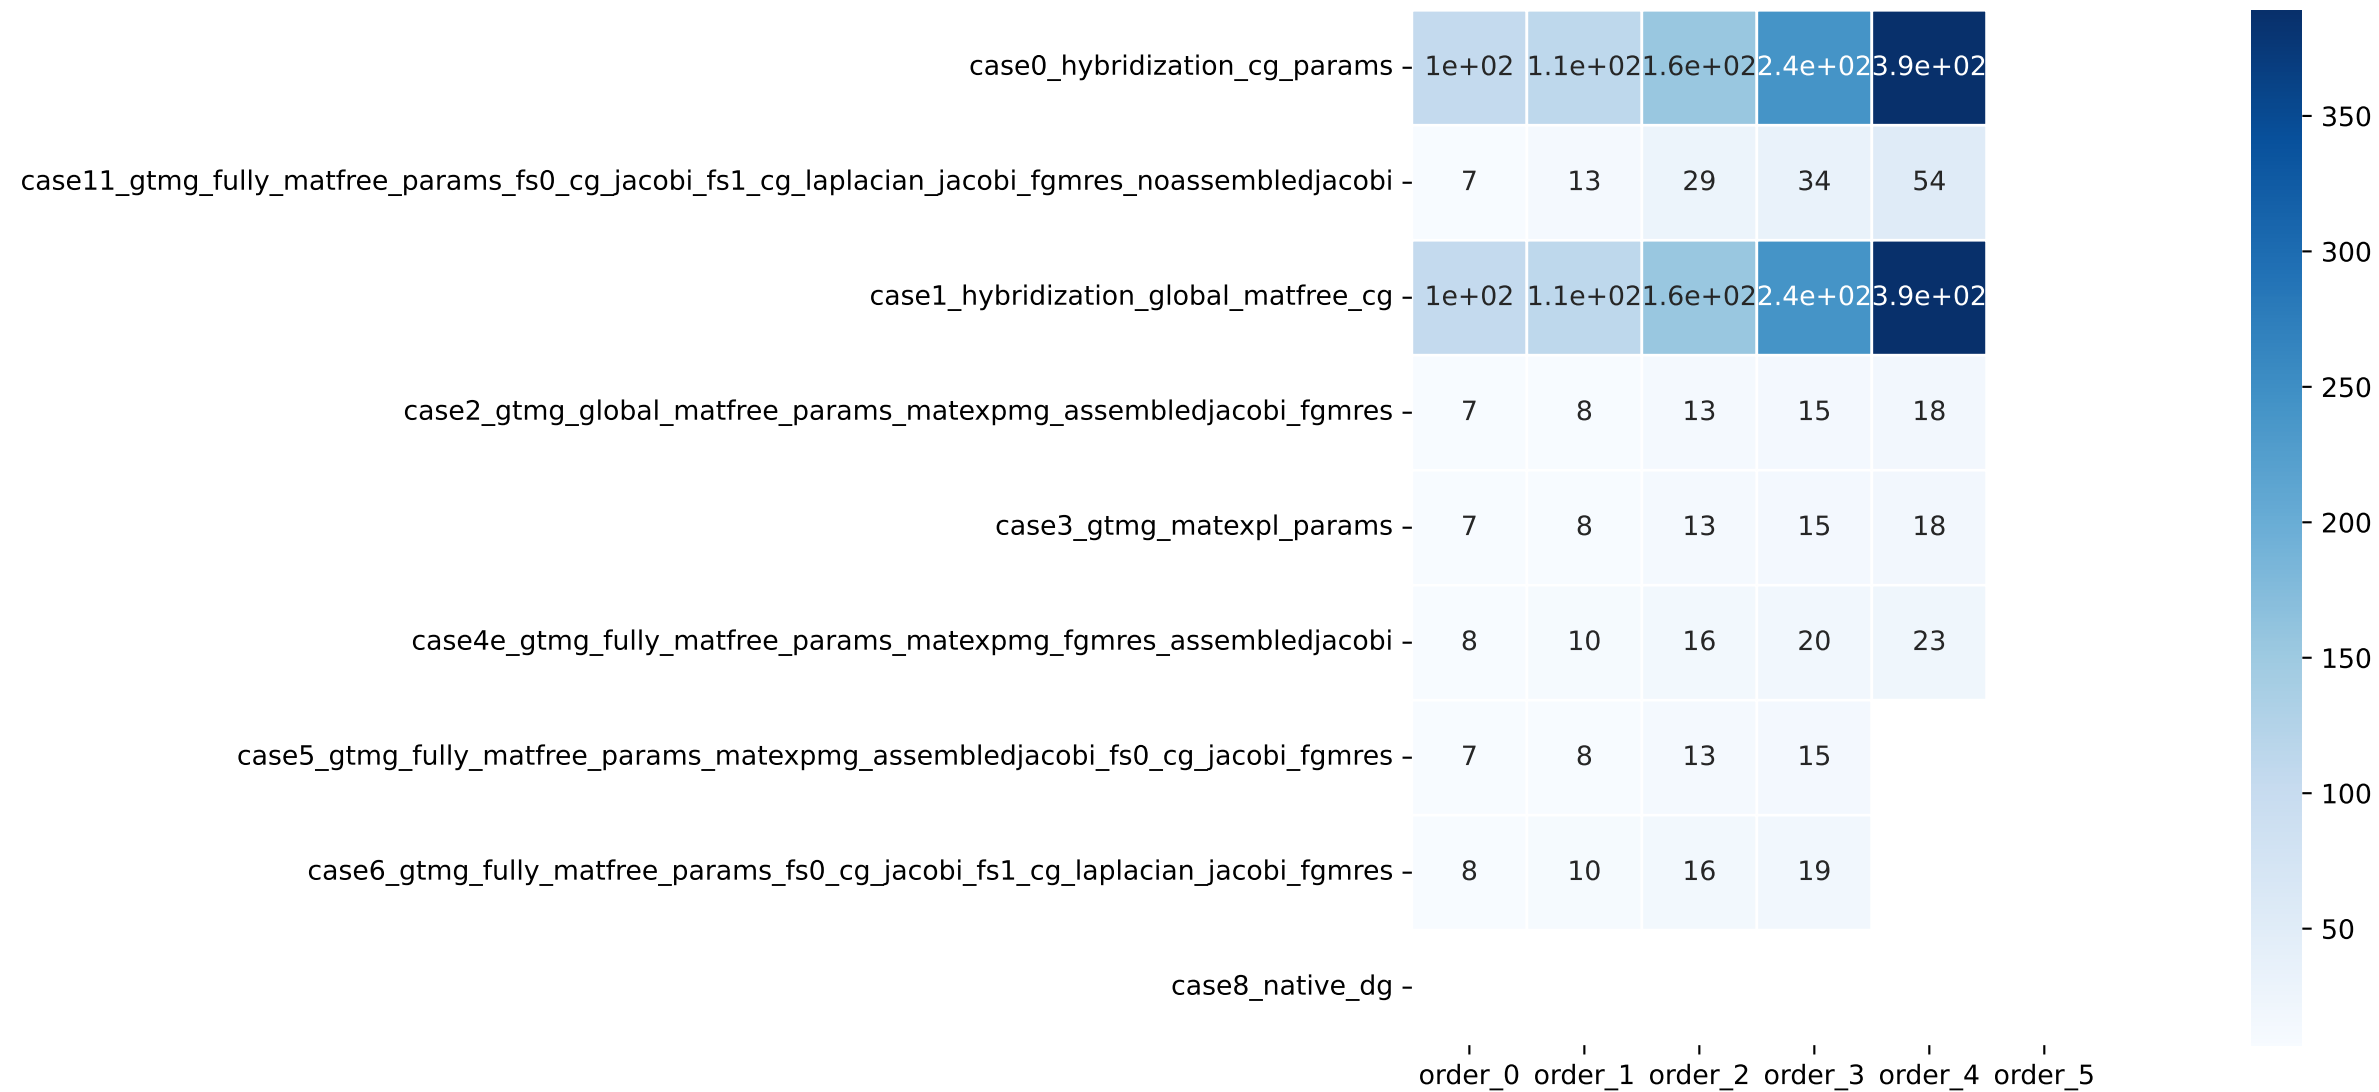 case0_hybridization_cg_params 1e+02 1.1e+02 1.6e+02 2.4e+02 3.9e+02
case11_gtmg_fully_matfree_params_fs0_cg_jacobi_fs1_cg_laplacian_jacobi_fgmres_noassembledjacobi 7 13 29 34 54
case1_hybridization_global_matfree_cg 1e+02 1.1e+02 1.6e+02 2.4e+02 3.9e+02
case2_gtmg_global_matfree_params_matexpmg_assembledjacobi_fgmres 7 8 13 15 18
case3_gtmg_matexpl_params 7 8 13 15 18
case4e_gtmg_fully_matfree_params_matexpmg_fgmres_assembledjacobi 8 10 16 20 23
case5_gtmg_fully_matfree_params_matexpmg_assembledjacobi_fs0_cg_jacobi_fgmres 7 8 13 15
case6_gtmg_fully_matfree_params_fs0_cg_jacobi_fs1_cg_laplacian_jacobi_fgmres 8 10 16 19
case8_native_dg
order_0 order_1 order_2 order_3 order_4 order_5
350
300
250
200
150
100
50